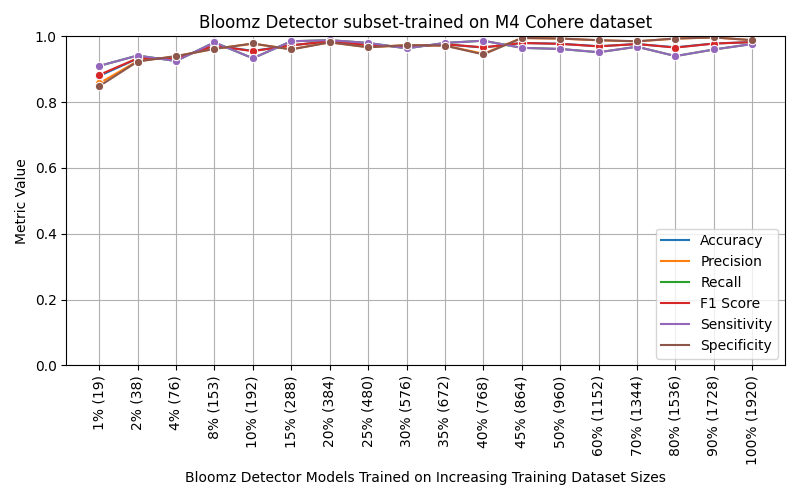 Bloomz Detector subset-trained on M4 Cohere dataset
Metric Value
1.0
0.8
0.6
0.4
0.2
0.0
Accuracy
Precision
Recall
F1 Score
Sensitivity
Specificity
1% (19)
2% (38)
4% (76)
8% (153)
10% (192)
15% (288)
20% (384)
25% (480)
30% (576)
35% (672)
40% (768)
45% (864)
50% (960)
60% (1152)
70% (1344)
80% (1536)
90% (1728)
100% (1920)
Bloomz Detector Models Trained on Increasing Training Dataset Sizes